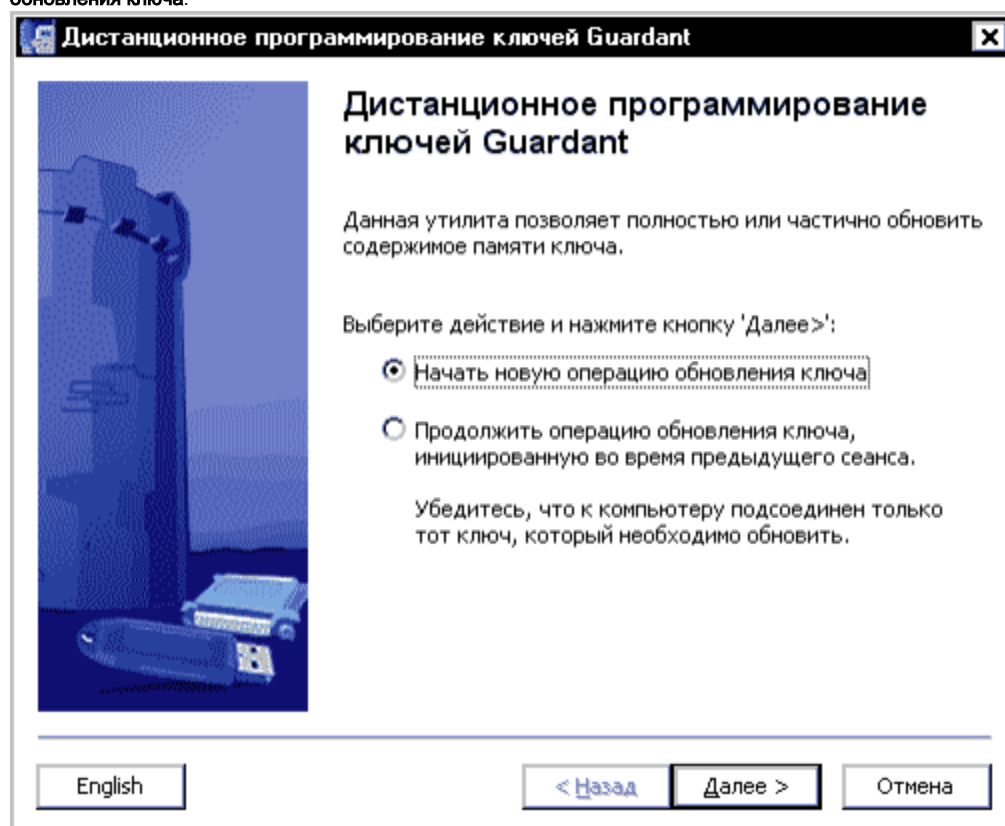 обновления ключа.
Дистанционное программирование ключей Guardant
Дистанционное программирование
ключей Guardant
Данная утилита позволяет полностью или частично обновить
содержимое памяти ключа.
Выберите действие и нажмите кнопку 'Далее>':
Начать новую операцию обновления ключа
Продолжить операцию обновления ключа,
инициированную во время предыдущего сеанса.
Убедитесь, что к компьютеру подсоединен только
тот ключ, который необходимо обновить.
English
< Назад
Далее >
Отмена